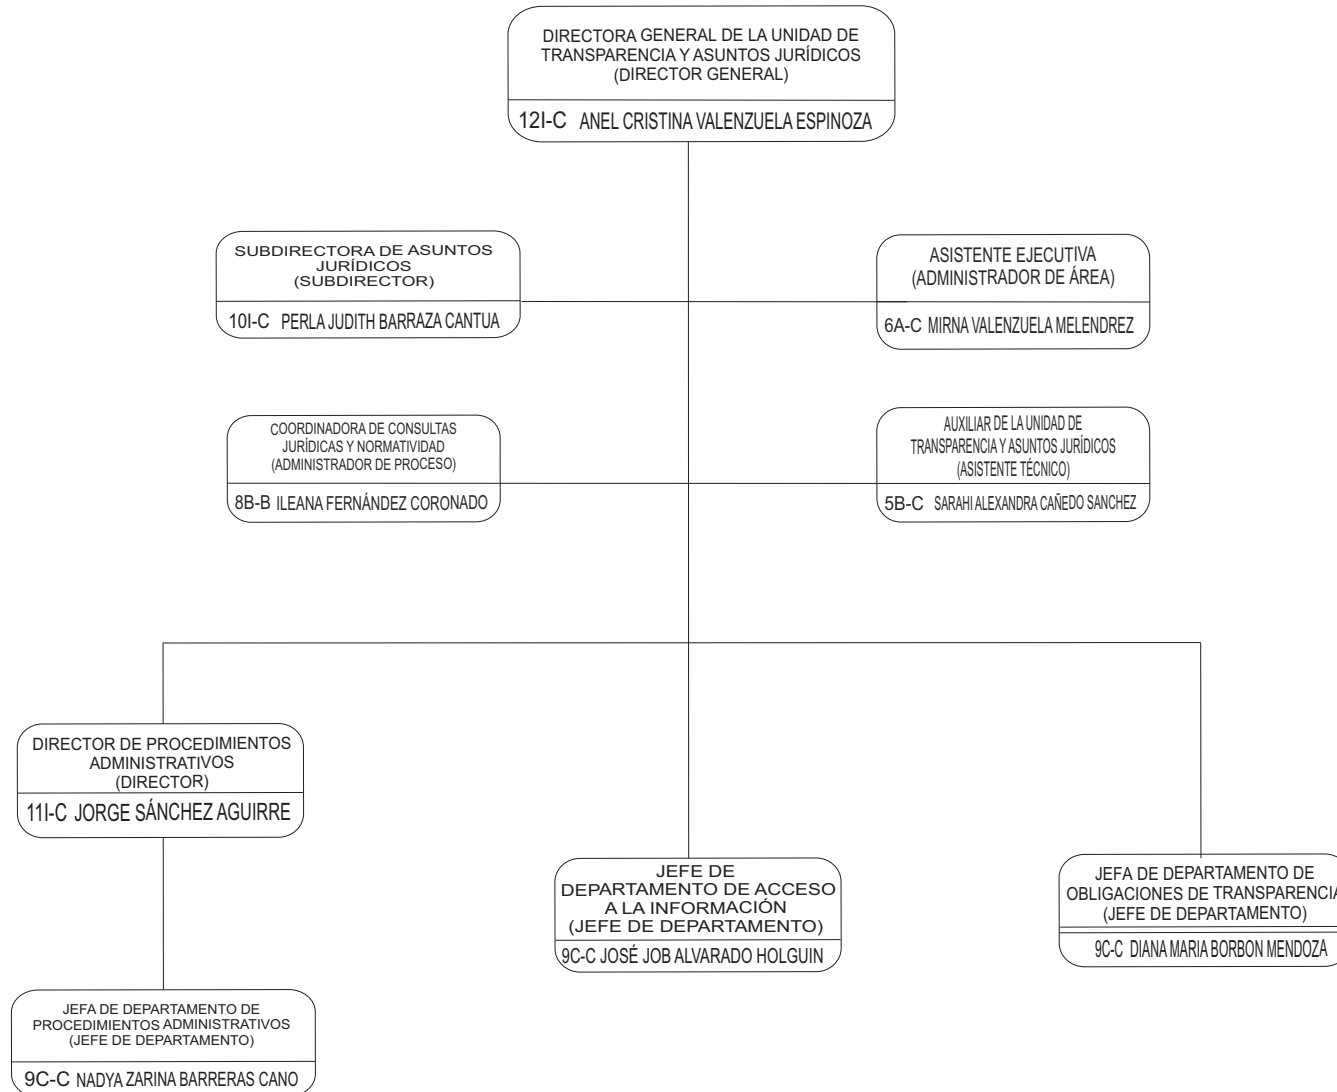 DIRECTORA GENERAL DE LA UNIDAD DE
TRANSPARENCIA Y ASUNTOS JURÍDICOS
(DIRECTOR GENERAL)
12I-C ANEL CRISTINA VALENZUELA ESPINOZA
SUBDIRECTORA DE ASUNTOS
JURÍDICOS
(SUBDIRECTOR)
10I-C PERLA JUDITH BARRAZA CANTUA
ASISTENTE EJECUTIVA
(ADMINISTRADOR DE ÁREA)
6A-C MIRNA VALENZUELA MELENDREZ
COORDINADORA DE CONSULTAS
JURÍDICAS Y NORMATIVIDAD
(ADMINISTRADOR DE PROCESO)
8B-B ILEANA FERNÁNDEZ CORONADO
AUXILIAR DE LA UNIDAD DE
TRANSPARENCIA Y ASUNTOS JURÍDICOS
(ASISTENTE TÉCNICO)
5B-C SARAHI ALEXANDRA CAÑEDO SANCHEZ
DIRECTOR DE PROCEDIMIENTOS
ADMINISTRATIVOS
(DIRECTOR)
11I-C JORGE SÁNCHEZ AGUIRRE
JEFE DE
DEPARTAMENTO DE ACCESO
A LA INFORMACIÓN
(JEFE DE DEPARTAMENTO)
9C-C JOSÉ JOB ALVARADO HOLGUIN
JEFA DE DEPARTAMENTO DE
OBLIGACIONES DE TRANSPARENCIA
(JEFE DE DEPARTAMENTO)
9C-C DIANA MARIA BORBON MENDOZA
JEFA DE DEPARTAMENTO DE
PROCEDIMIENTOS ADMINISTRATIVOS
(JEFE DE DEPARTAMENTO)
9C-C NADYA ZARINA BARRERAS CANO